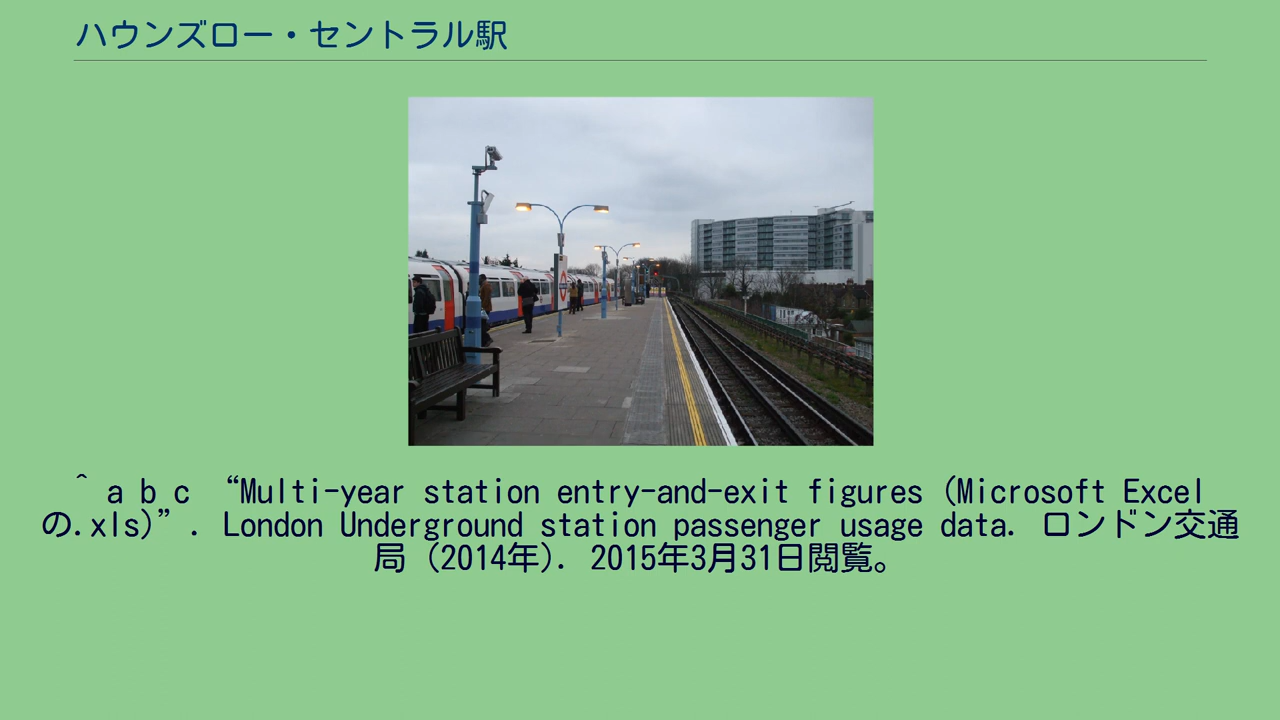 ハウンズロー・セントラル駅
^ a b c “Multi-year station entry-and-exit figures (Microsoft Excel
の.xls)”. London Underground station passenger usage data. ロンドン交通
局 (2014年). 2015年3月31日閲覧。